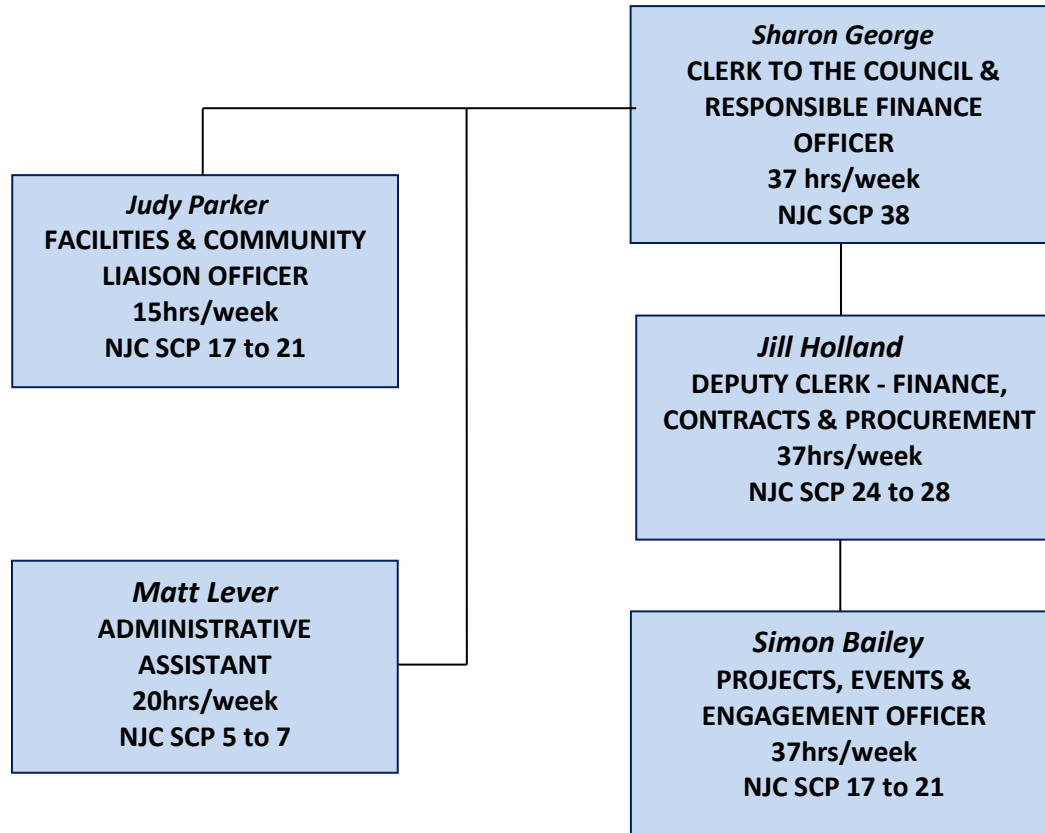 Sharon George
CLERK TO THE COUNCIL &
RESPONSIBLE FINANCE
OFFICER
37 hrs/week
NJC SCP 38
Judy Parker
FACILITIES & COMMUNITY
LIAISON OFFICER
15hrs/week
NJC SCP 17 to 21
Jill Holland
DEPUTY CLERK - FINANCE,
CONTRACTS & PROCUREMENT
37hrs/week
NJC SCP 24 to 28
Matt Lever
ADMINISTRATIVE
ASSISTANT
20hrs/week
NJC SCP 5 to 7
Simon Bailey
PROJECTS, EVENTS &
ENGAGEMENT OFFICER
37hrs/week
NJC SCP 17 to 21